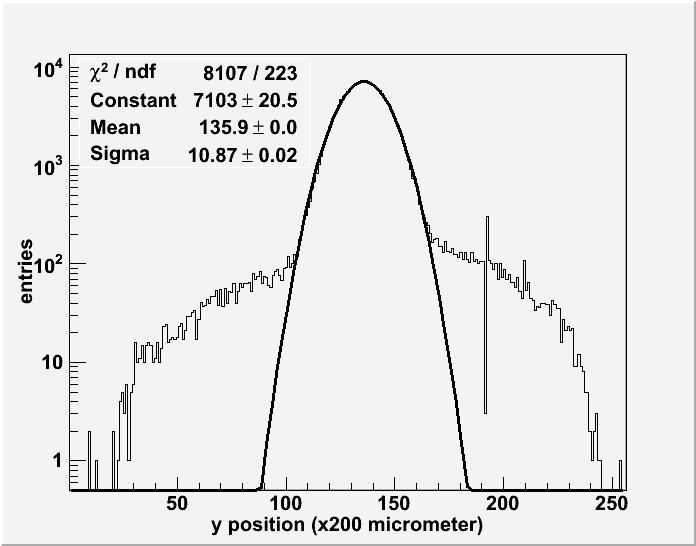 χ² / ndf 8107 / 223
Constant 7103 ± 20.5
Mean 135.9 ± 0.0
Sigma 10.87 ± 0.02
10⁴
10³
10²
10
1
entries
50 100 150 200 250
y position (x200 micrometer)